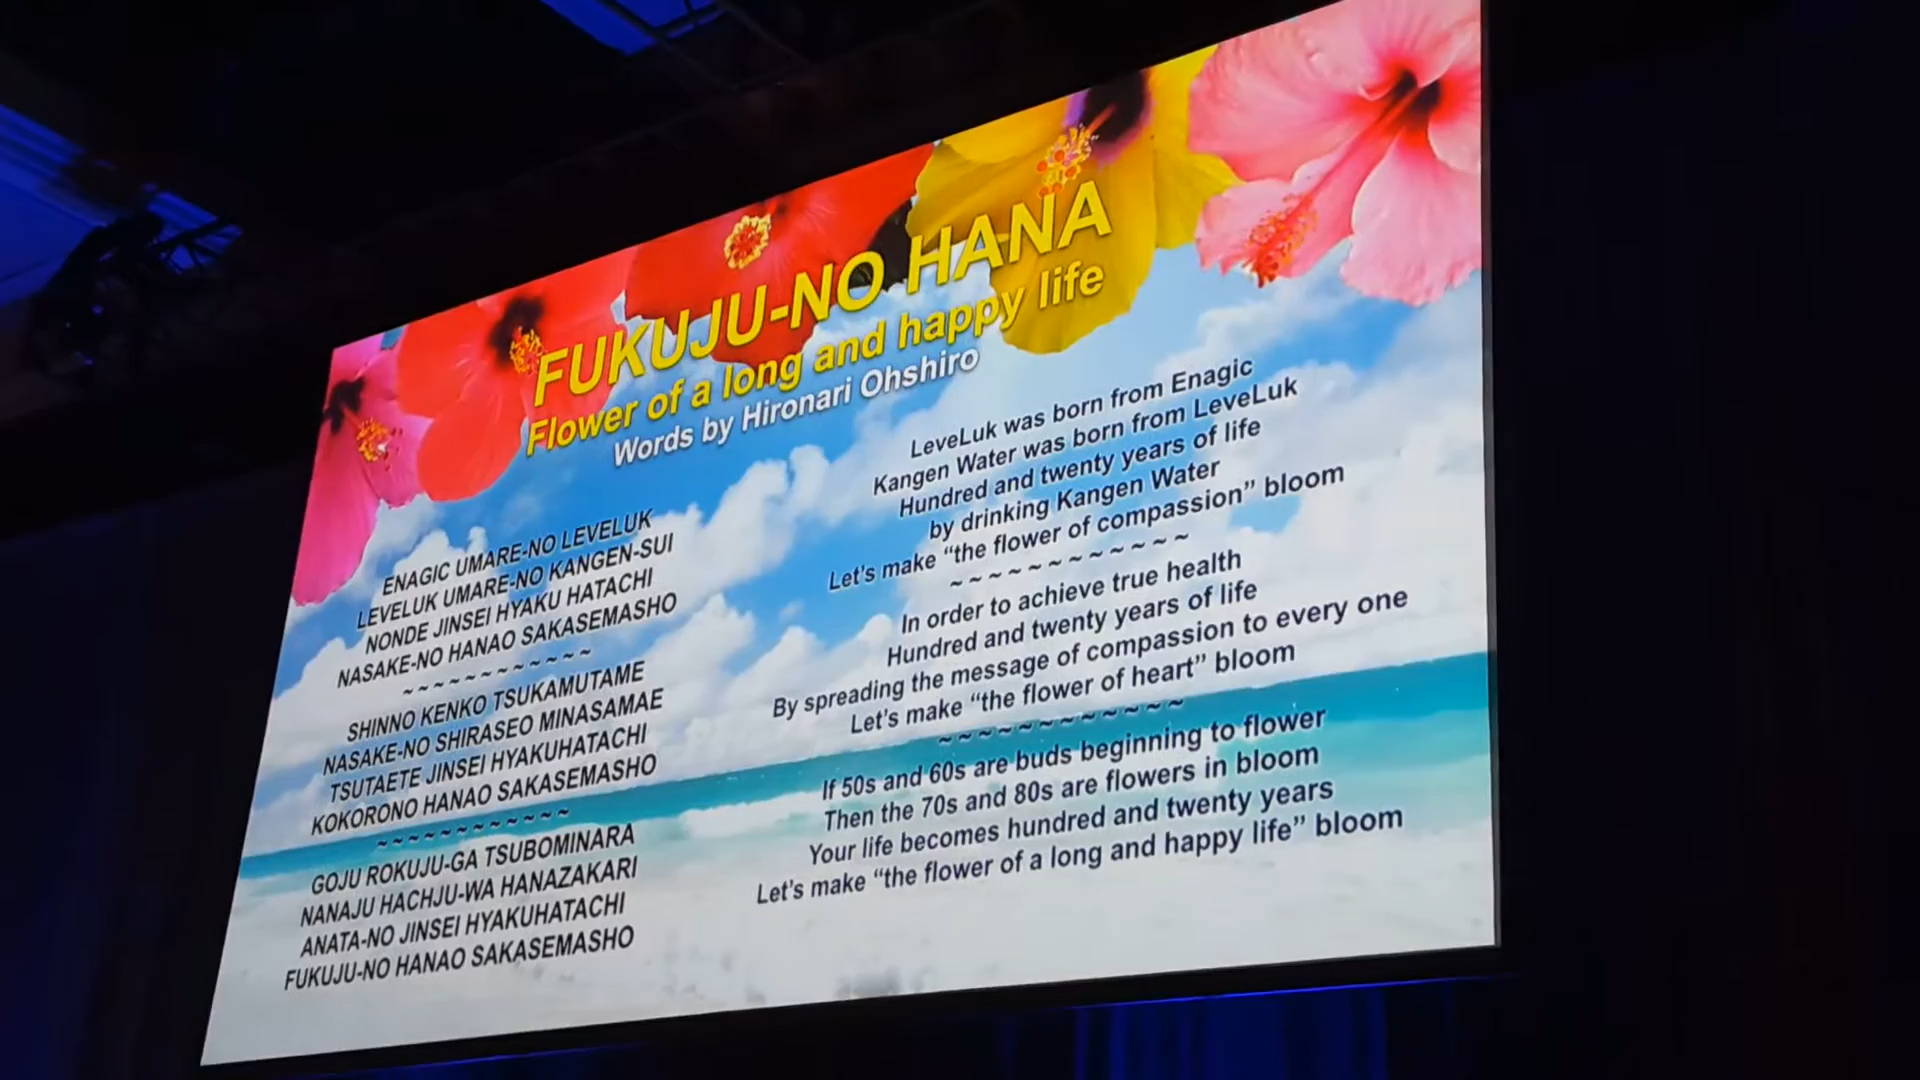 FUKUJU-NO HANA
Flower of a long and happy life
Words by Hironari Ohshiro
ENAGIC UMARE-NO LEVELUK
LEVELUK UMARE-NO KANGEN-SUI
NONDE JINSEI HYAKU HATACHI
NASAKE-NO HANAO SAKASEMASHO
~ ~ ~ ~ ~ ~ ~ ~ ~ ~ ~ ~
SHINNO KENKO TSUKAMUTAME
NASAKE-NO SHIRASEO MINASAMAE
TSUTAETE JINSEI HYAKUHATACHI
KOKORONO HANAO SAKASEMASHO
~ ~ ~ ~ ~ ~ ~ ~ ~ ~ ~ ~
GOJU ROKUJU-GA TSUBOMINARA
NANAJU HACHJU-WA HANAZAKARI
ANATA-NO JINSEI HYAKUHATACHI
FUKUJU-NO HANAO SAKASEMASHO
LeveLuk was born from Enagic
Kangen Water was born from LeveLuk
Hundred and twenty years of life
by drinking Kangen Water
Let's make “the flower of compassion” bloom
~ ~ ~ ~ ~ ~ ~ ~ ~ ~ ~ ~
In order to achieve true health
Hundred and twenty years of life
By spreading the message of compassion to every one
Let's make “the flower of heart” bloom
~ ~ ~ ~ ~ ~ ~ ~ ~ ~ ~ ~
If 50s and 60s are buds beginning to flower
Then the 70s and 80s are flowers in bloom
Your life becomes hundred and twenty years
Let's make “the flower of a long and happy life” bloom